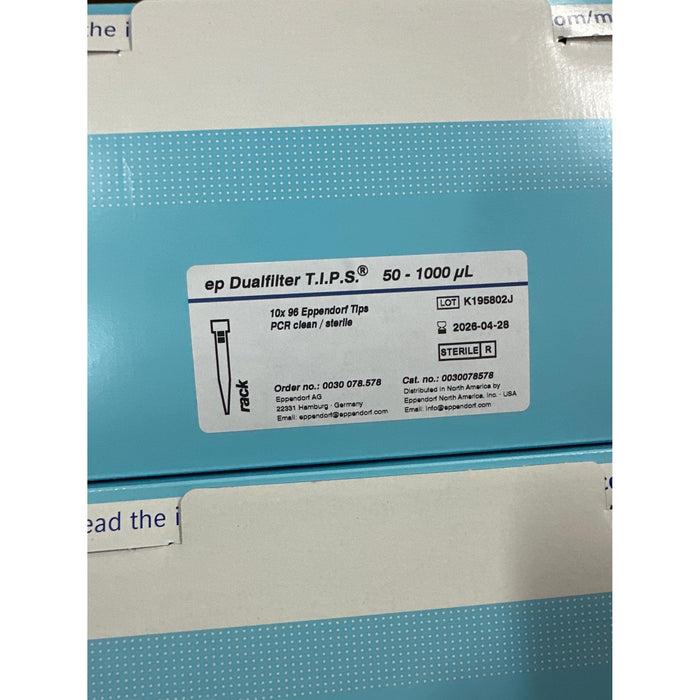 the i
om/m
ep Dualfilter T.I.P.S.® 50 - 1000 µL
10x 96 Eppendorf Tips
PCR clean / sterile
LOT K195802J
2026-04-28
STERILE R
rack
Order no.: 0030 078.578
Eppendorf AG
22331 Hamburg · Germany
Email: eppendorf@eppendorf.com
Cat. no.: 0030078578
Distributed in North America by
Eppendorf North America, Inc. · USA
Email: info@eppendorf.com
ead the i